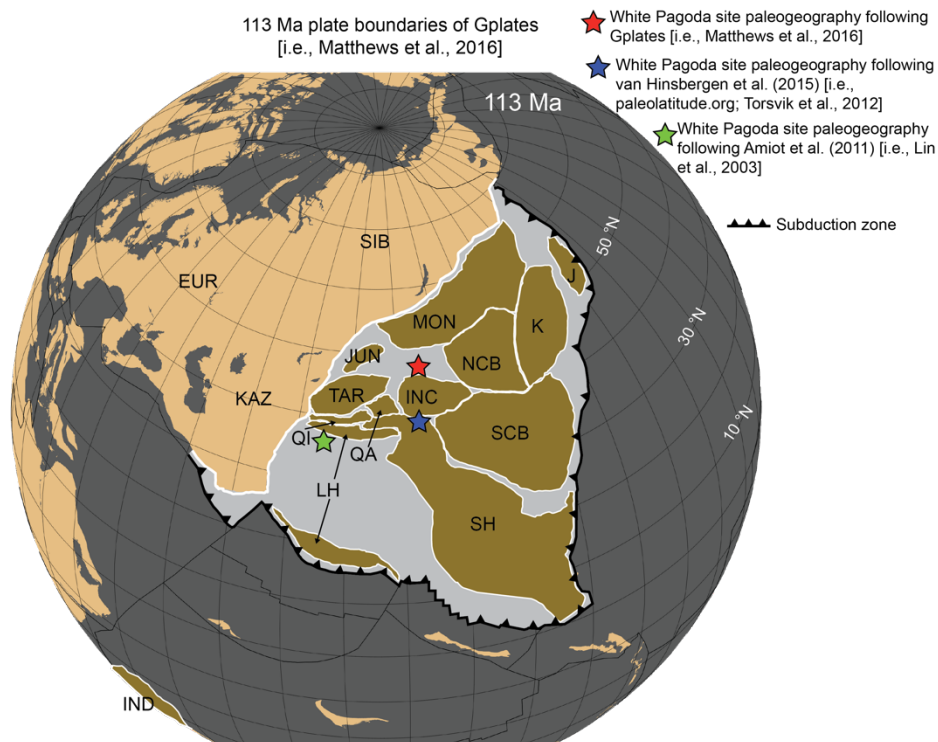 113 Ma plate boundaries of Gplates
[i.e., Matthews et al., 2016]
White Pagoda site paleogeography following
Gplates [i.e., Matthews et al., 2016]
White Pagoda site paleogeography following
van Hinsbergen et al. (2015) [i.e.,
paleolatitude.org; Torsvik et al., 2012]
White Pagoda site paleogeography
following Amiot et al. (2011) [i.e., Lin
et al., 2003]
Subduction zone
113 Ma
50 °N
30 °N
10 °N
SIB
EUR
KAZ
MON
J
K
JUN
NCB
TAR
INC
SCB
QI
QA
LH
SH
IND